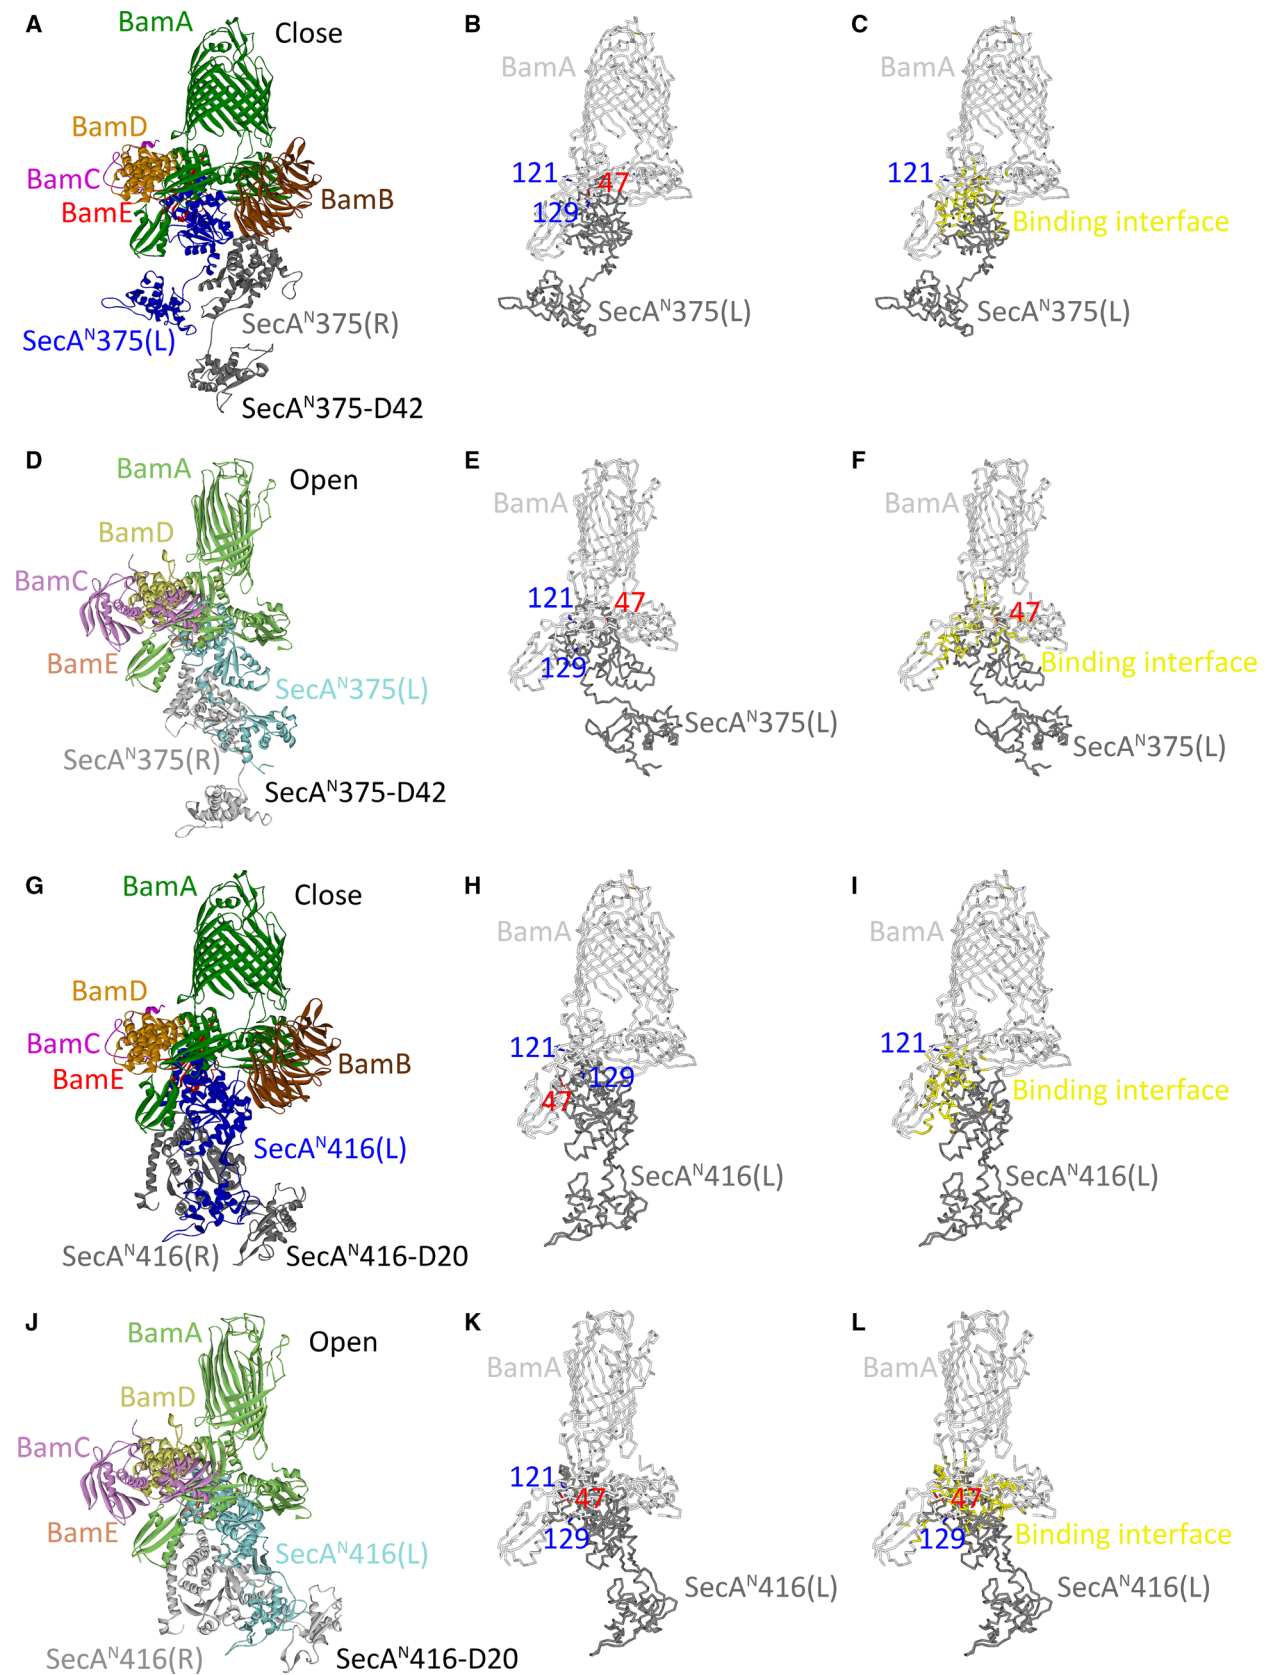 A
BamA
Close
BamD
BamC
BamE
BamB
SecAᴺ375(R)
SecAᴺ375(L)
SecAᴺ375-D42
B
BamA
121
47
129
SecAᴺ375(L)
C
BamA
121
Binding interface
SecAᴺ375(L)
D
BamA
Open
BamD
BamC
BamE
SecAᴺ375(L)
SecAᴺ375(R)
SecAᴺ375-D42
E
BamA
121
47
129
SecAᴺ375(L)
F
BamA
47
Binding interface
SecAᴺ375(L)
G
BamA
Close
BamD
BamC
BamE
BamB
SecAᴺ416(L)
SecAᴺ416(R)
SecAᴺ416-D20
H
BamA
121
129
47
SecAᴺ416(L)
I
BamA
121
Binding interface
SecAᴺ416(L)
J
BamA
Open
BamD
BamC
BamE
SecAᴺ416(L)
SecAᴺ416(R)
SecAᴺ416-D20
K
BamA
121
47
129
SecAᴺ416(L)
L
BamA
47
129
Binding interface
SecAᴺ416(L)